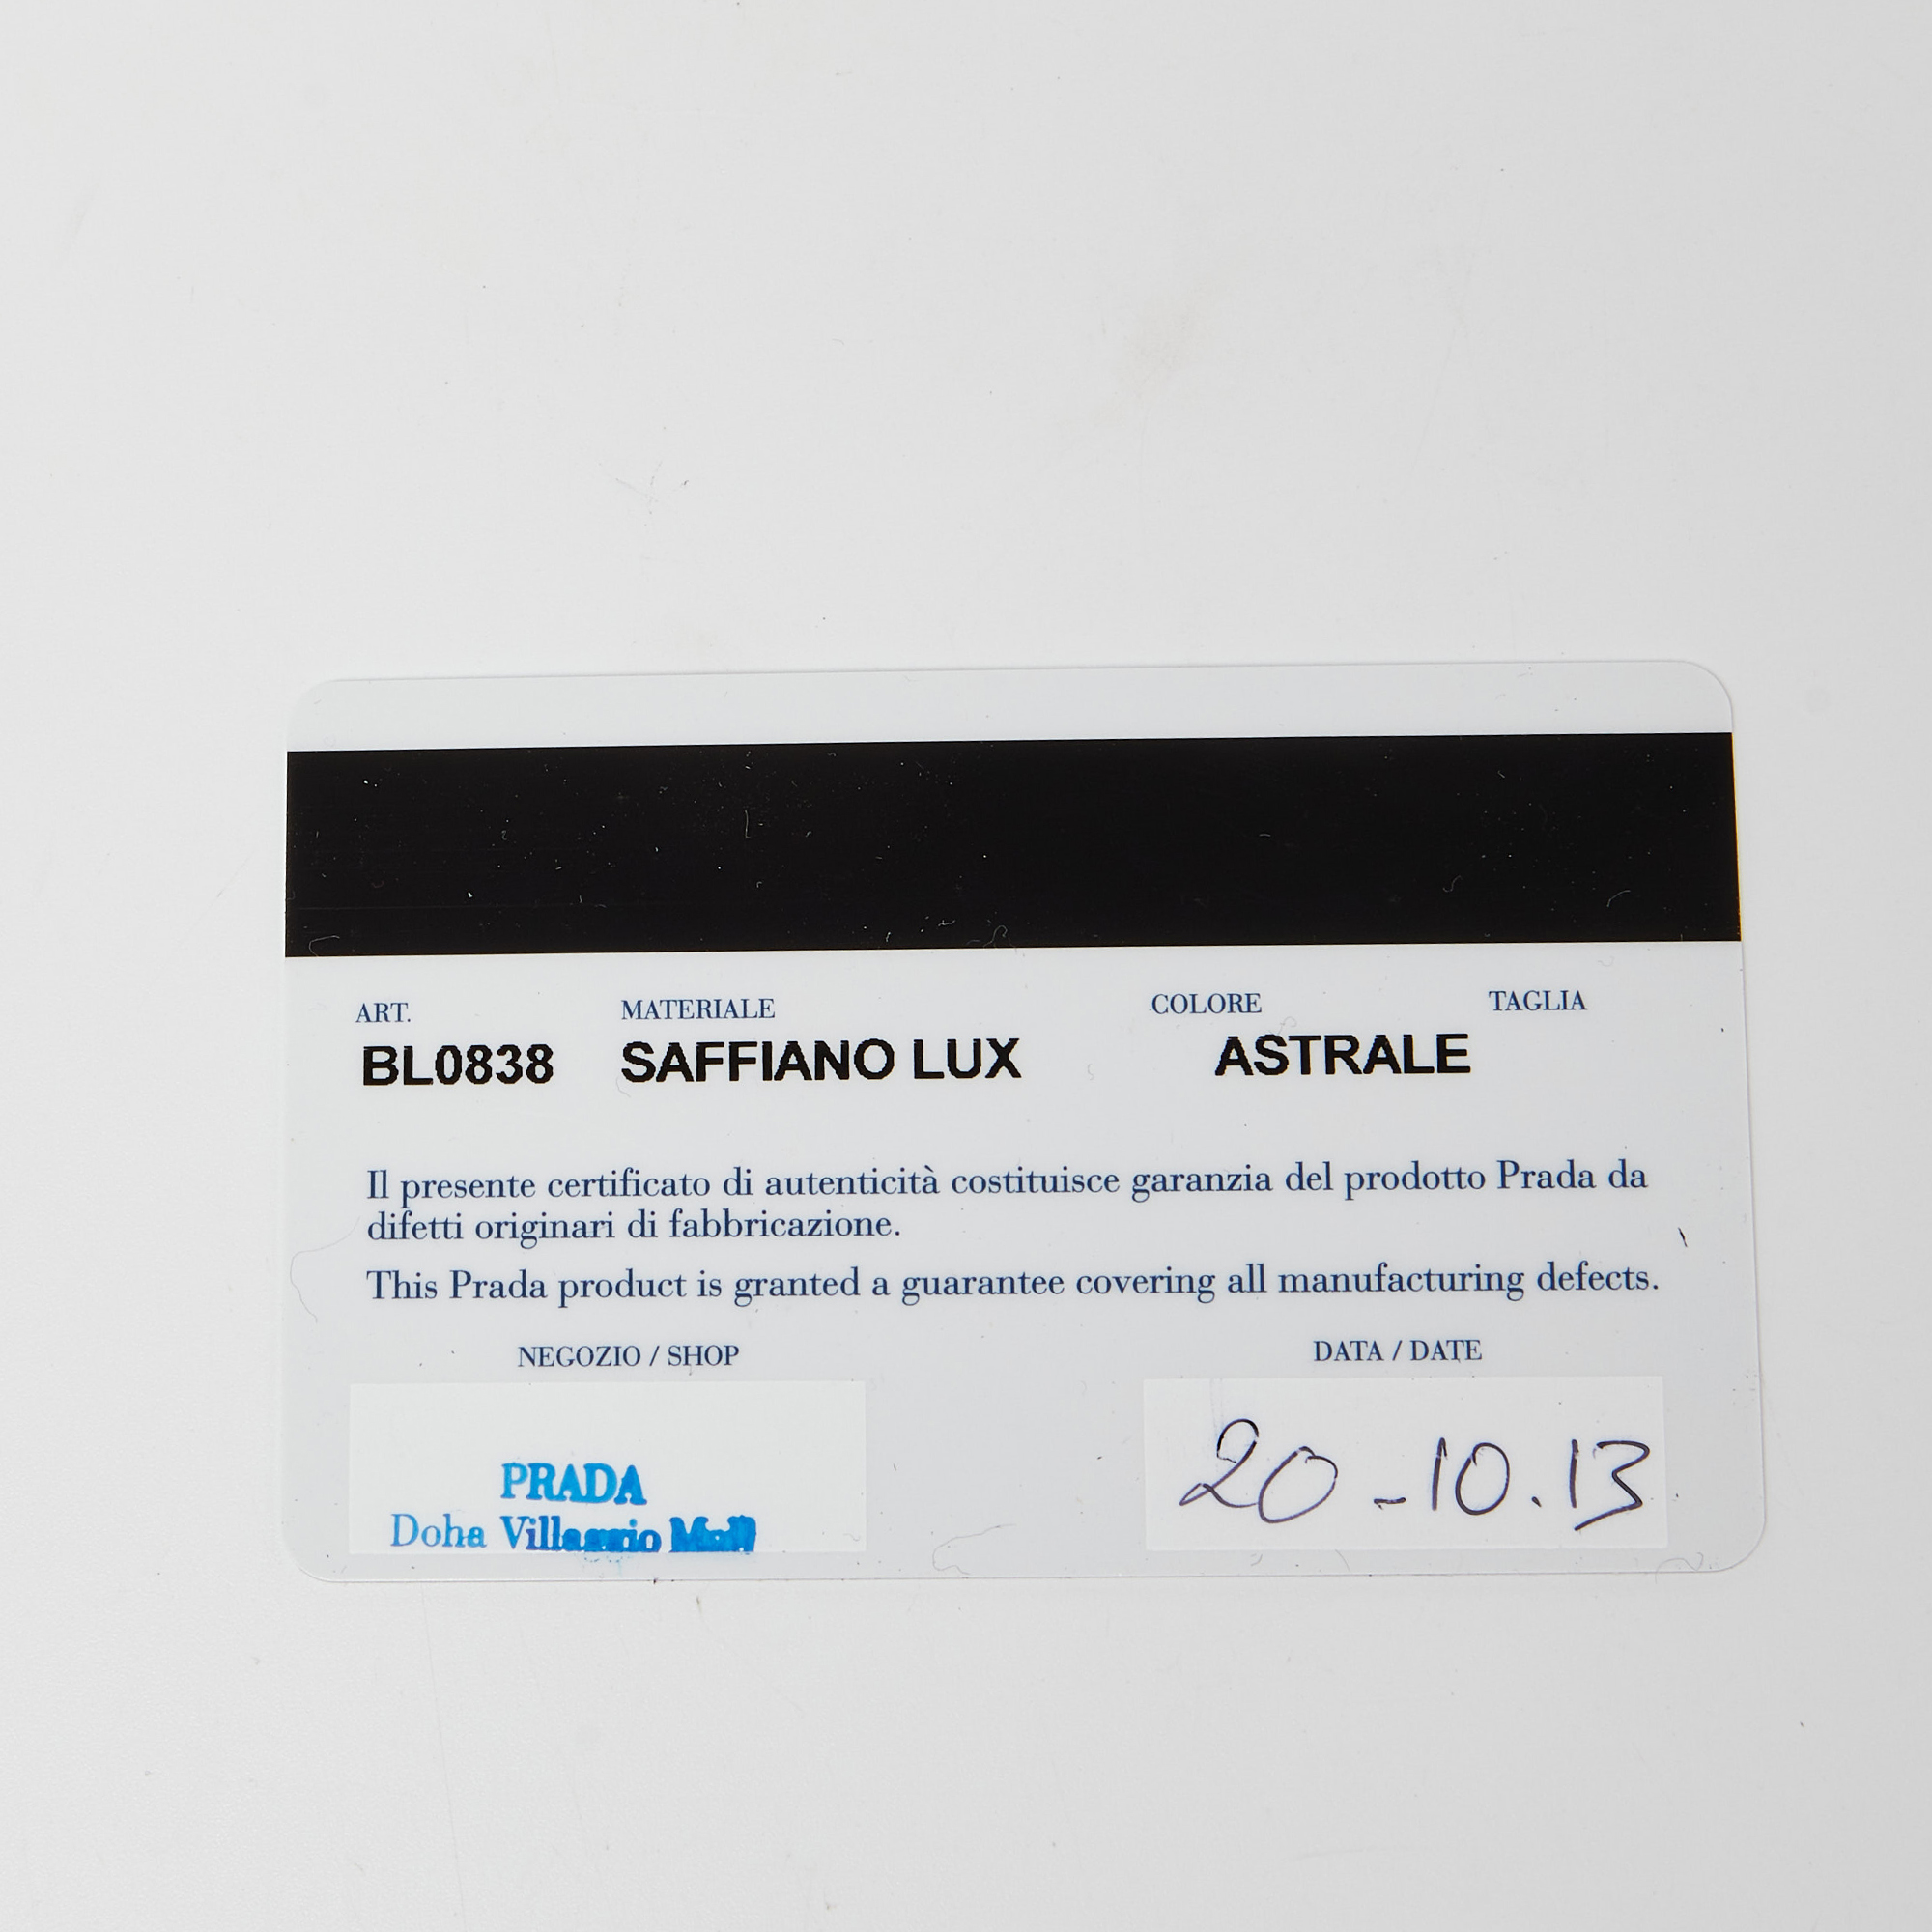 ART. MATERIALE COLORE TAGLIA
BL0838 SAFFIANO LUX ASTRALE
Il presente certificato di autenticità costituisce garanzia del prodotto Prada da
difetti originari di fabbricazione.
This Prada product is granted a guarantee covering all manufacturing defects.
NEGOZIO / SHOP DATA / DATE
PRADA
Doha Villaggio Mall
20-10.13